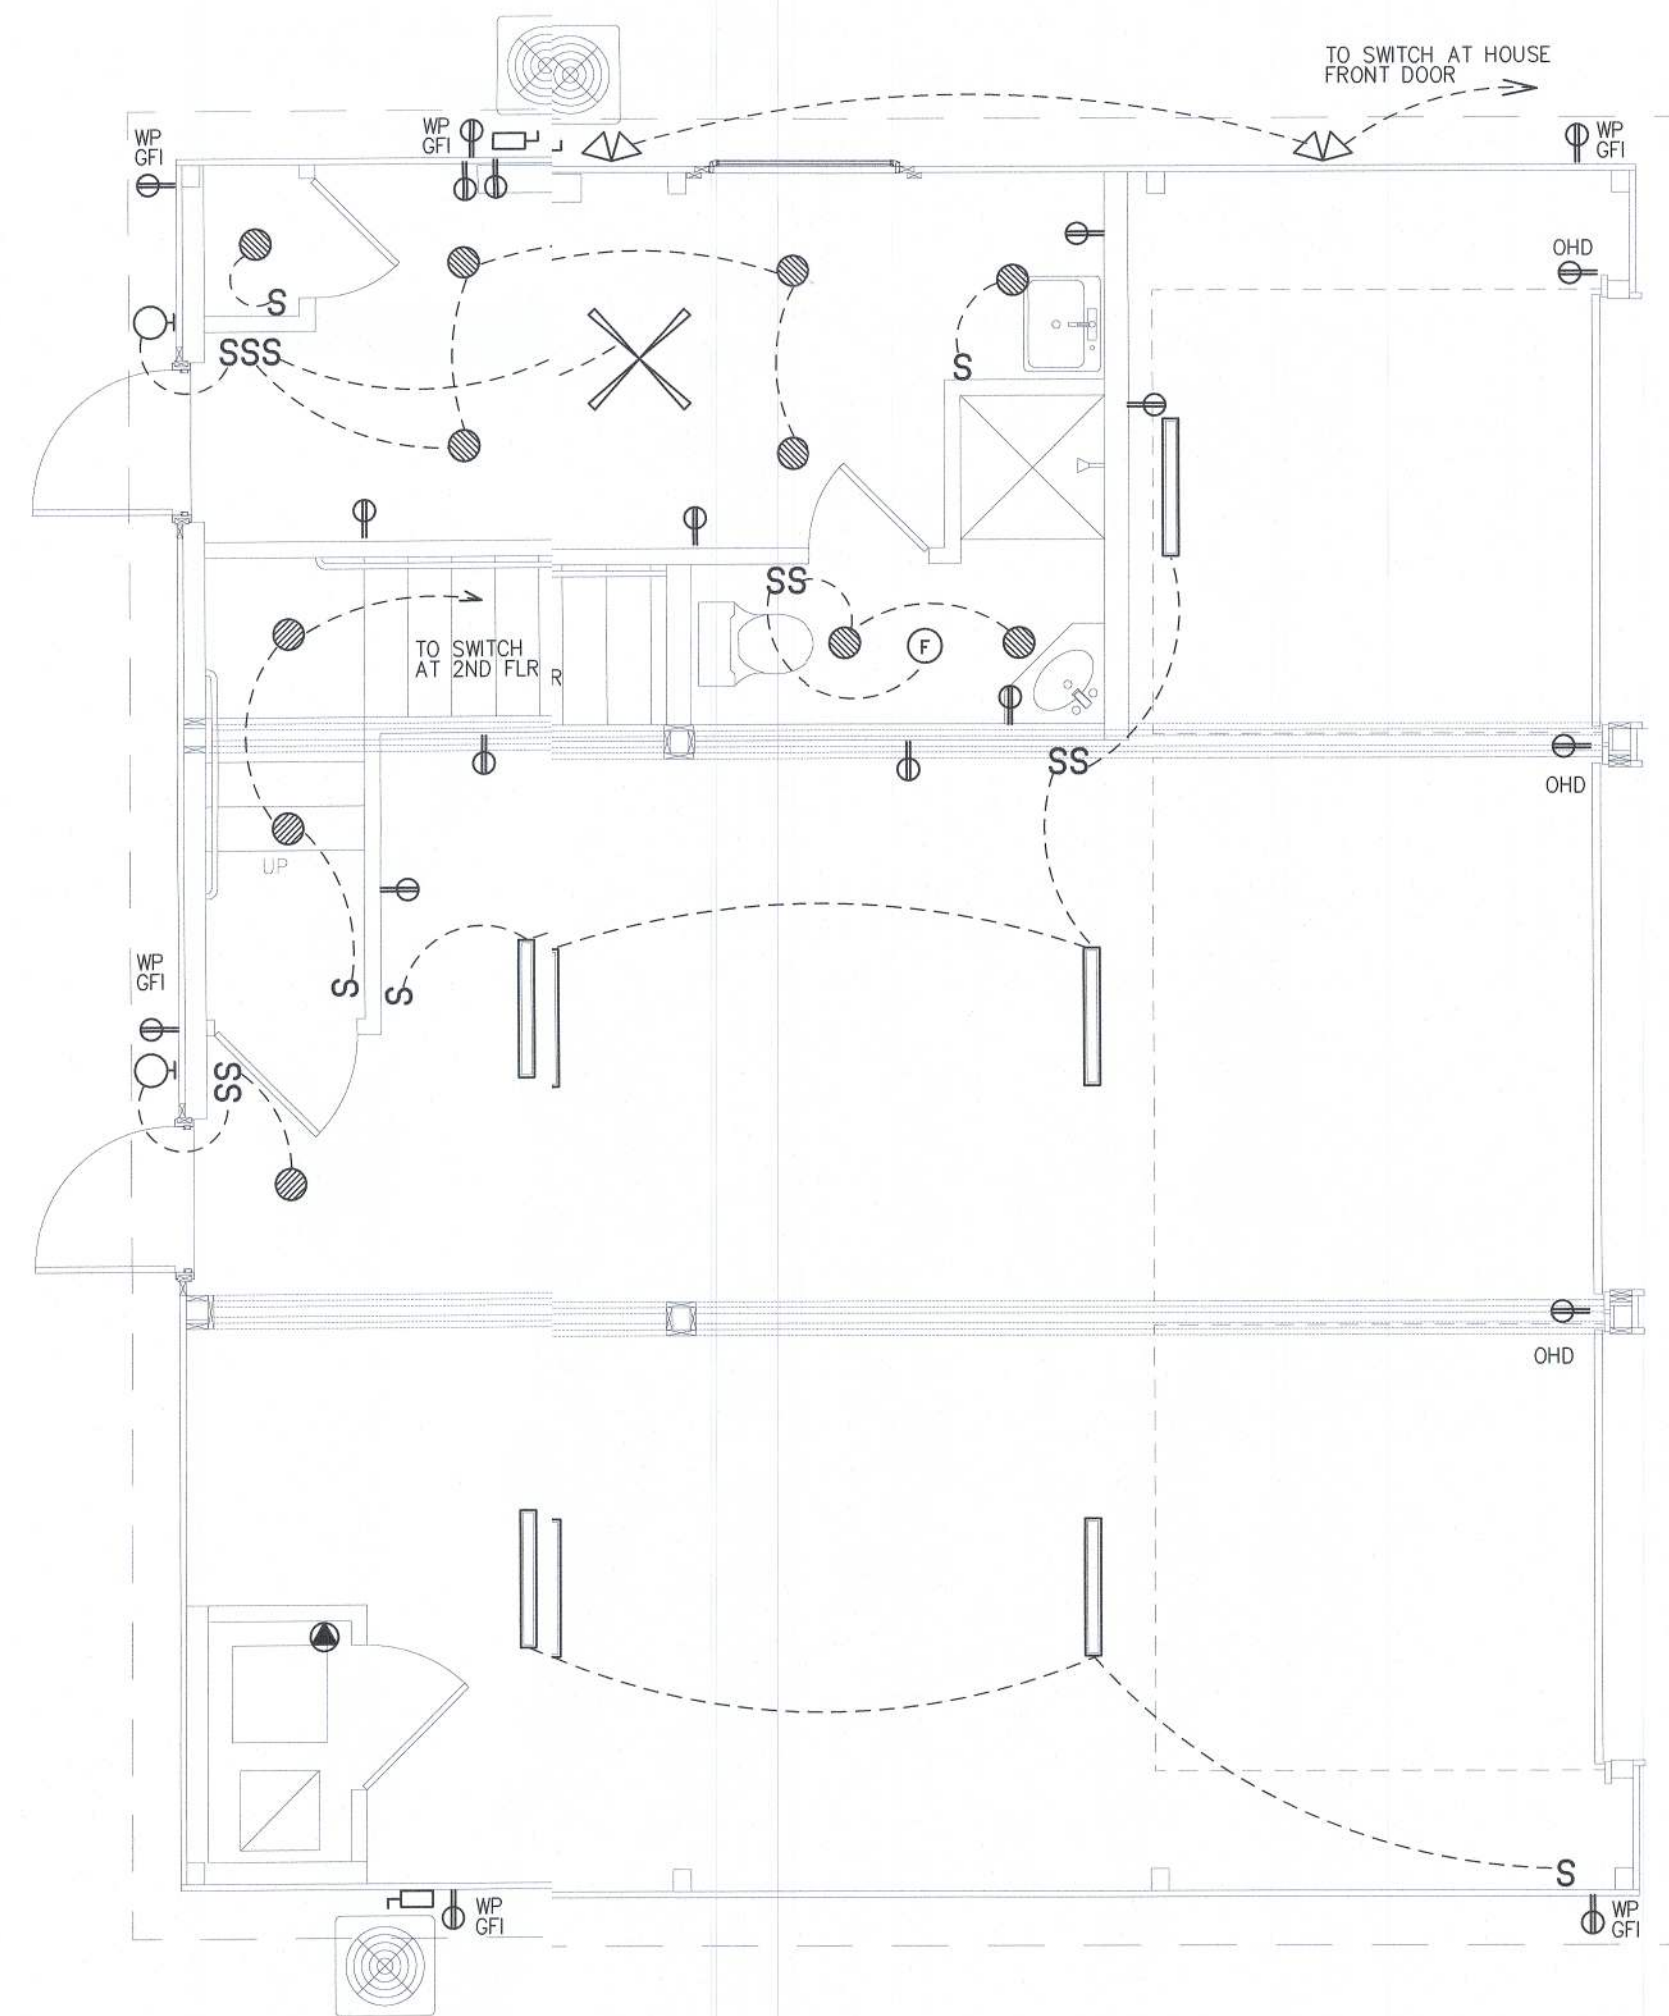 TO SWITCH AT HOUSE
FRONT DOOR
WP
GFI
WP
GFI
WP
GFI
OHD
S
SSS
S
SS
F
TO SWITCH
AT 2ND FLR
R
SS
OHD
UP
S
S
WP
GFI
SS
OHD
S
WP
GFI
WP
GFI